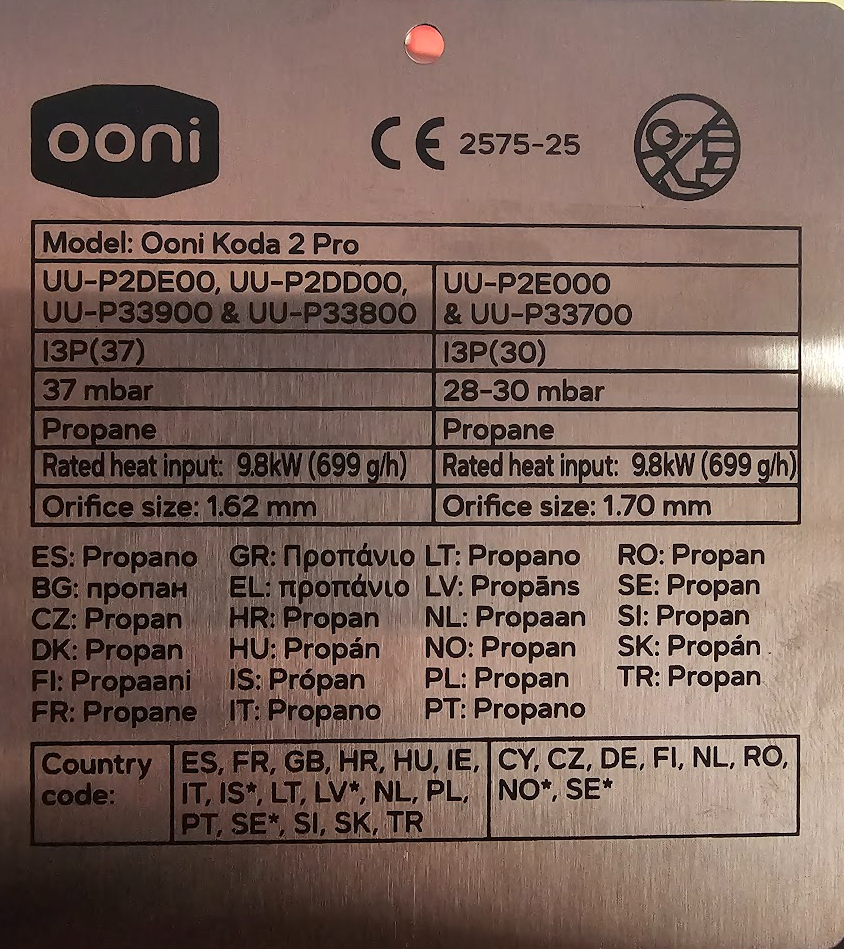 ooni
CE 2575-25
Model: Ooni Koda 2 Pro
UU-P2DE00, UU-P2DD00,
UU-P33900 & UU-P33800
UU-P2E000
& UU-P33700
I3P(37)
I3P(30)
37 mbar
28-30 mbar
Propane
Propane
Rated heat input: 9.8kW (699 g/h)
Rated heat input: 9.8kW (699 g/h)
Orifice size: 1.62 mm
Orifice size: 1.70 mm
ES: Propano GR: Προπάνιο LT: Propano RO: Propan
BG: пропан EL: προπάνιο LV: Propāns SE: Propan
CZ: Propan HR: Propan NL: Propaan SI: Propan
DK: Propan HU: Propán NO: Propan SK: Propán
FI: Propaani IS: Própan PL: Propan TR: Propan
FR: Propane IT: Propano PT: Propano
Country
code:
ES, FR, GB, HR, HU, IE,
IT, IS*, LT, LV*, NL, PL,
PT, SE*, SI, SK, TR
CY, CZ, DE, FI, NL, RO,
NO*, SE*